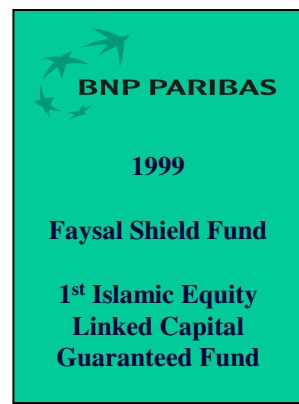 BNP PARIBAS
1999
Faysal Shield Fund
1st Islamic Equity
Linked Capital
Guaranteed Fund